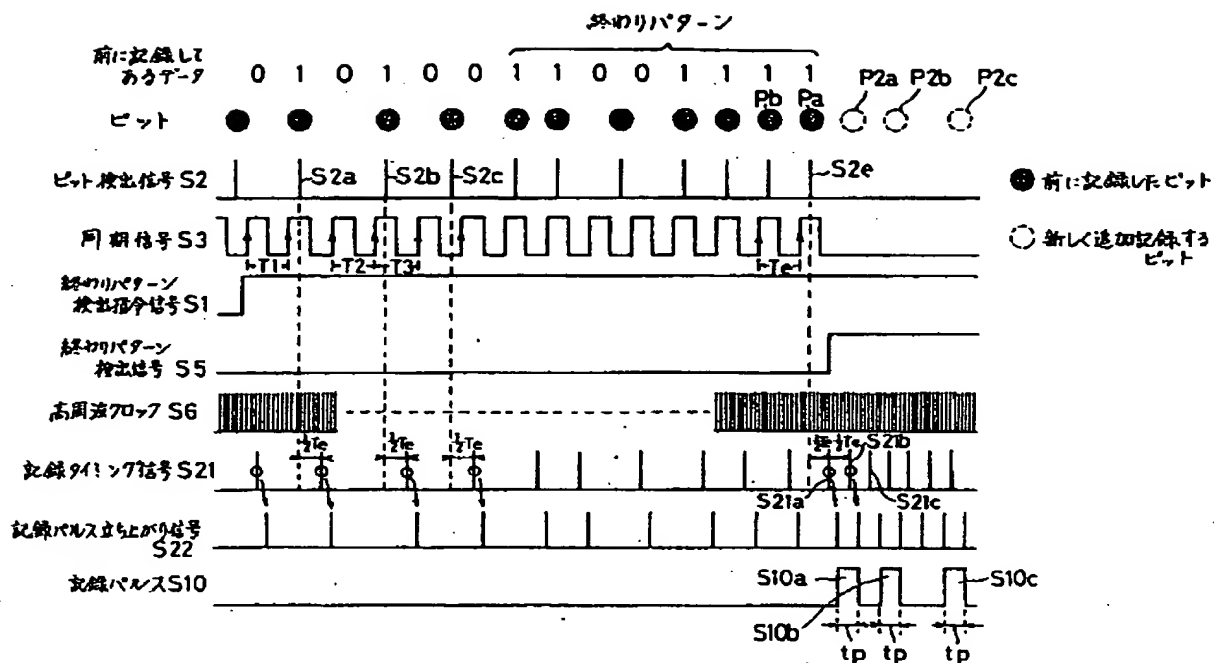 終わりパターン
前に記録して
あるデータ
0 1 0 1 0 0 1 1 0 0 1 1 1 1
ピット
Pb Pa P2a P2b P2c
ピット検出信号 S2
S2a S2b S2c S2e
前に記録したピット
新しく追加記録する
ピット
同期信号 S3
T1 T2 T3 Te
終わりパターン
検出指令信号 S1
終わりパターン
検出信号 S5
高周波クロック S6
記録タイミング信号 S21
½Te ½Te ½Te ½Te S21b
S21a S21c
記録パルス立ち上がり信号
S22
記録パルス S10
S10a S10b S10c
tp tp tp